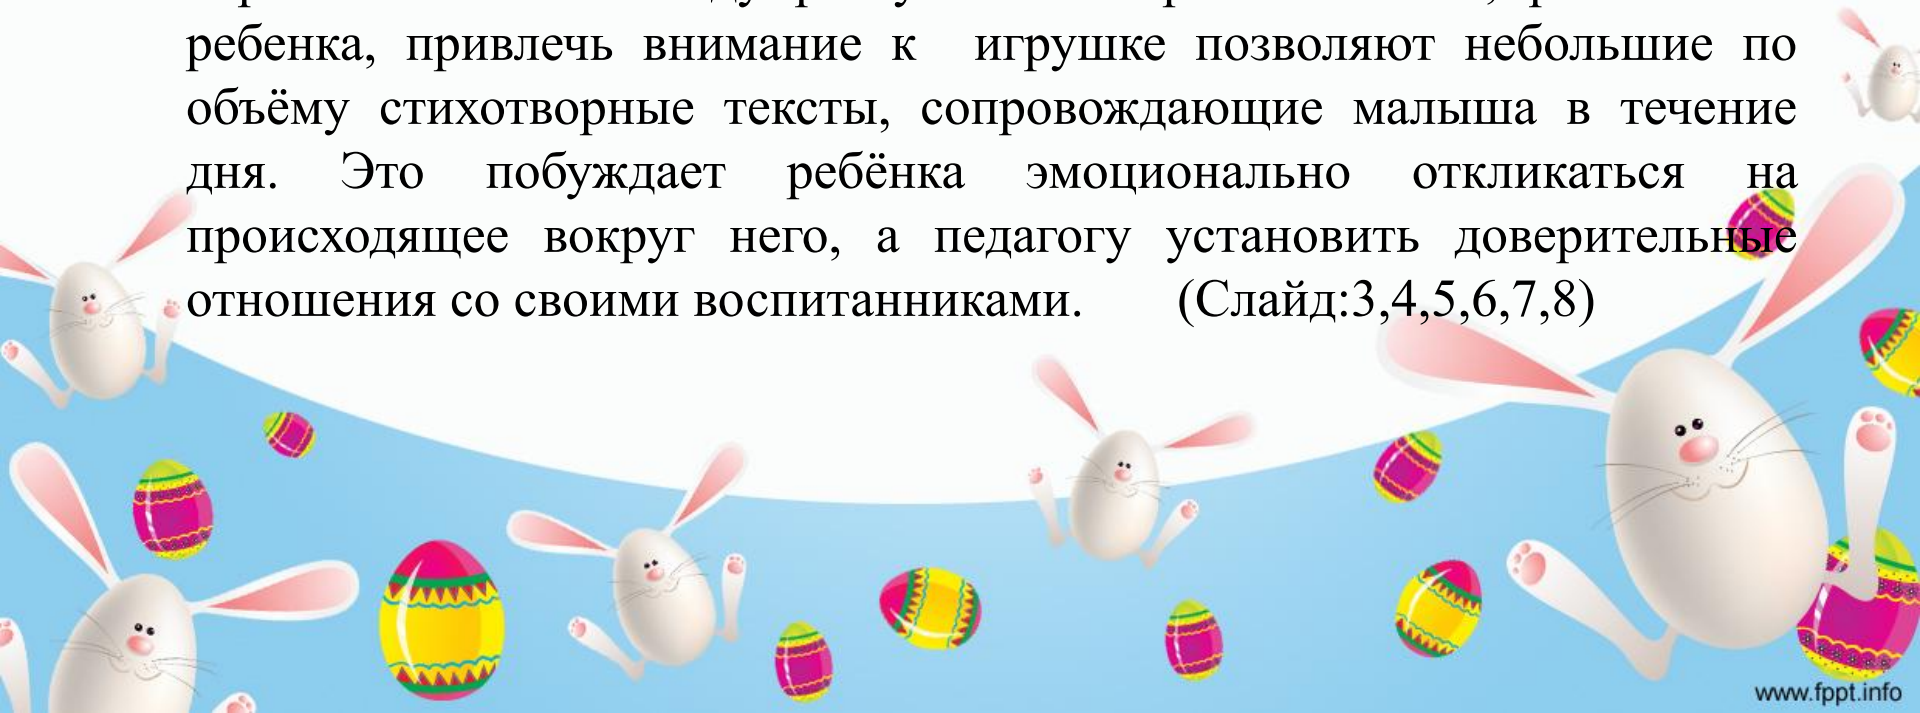 ребенка, привлечь внимание к игрушке позволяют небольшие по
объёму стихотворные тексты, сопровождающие малыша в течение
дня. Это побуждает ребёнка эмоционально откликаться на
происходящее вокруг него, а педагогу установить доверительные
отношения со своими воспитанниками. (Слайд:3,4,5,6,7,8)
www.fppt.info